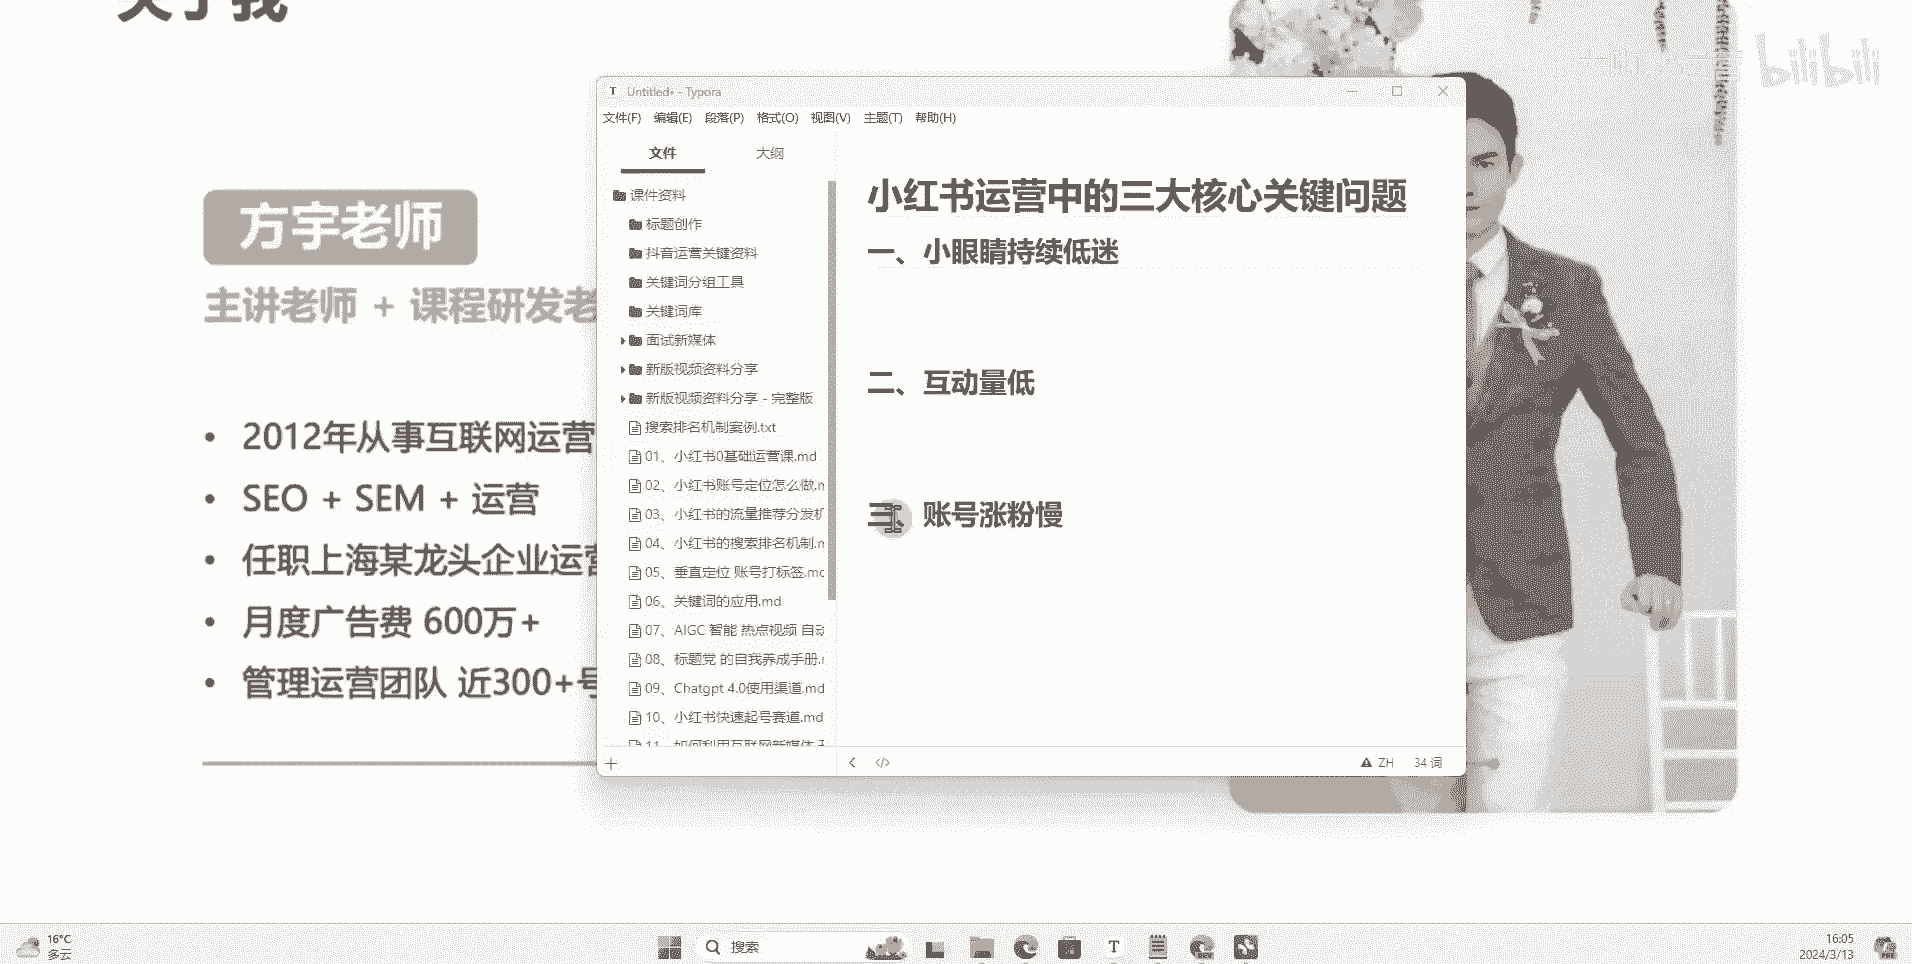 关于我
bilibili
方宇老师
主讲老师 + 课程研发老
2012年从事互联网运营
SEO + SEM + 运营
任职上海某龙头企业运营
月度广告费 600万+
管理运营团队 近300+号
Untitled• - Typora
文件(F) 编辑(E) 段落(P) 格式(O) 视图(V) 主题(T) 帮助(H)
文件 大纲
课件资料
标题创作
抖音运营关键资料
关键词分组工具
关键词库
面试新媒体
新版视频资料分享
新版视频资料分享 - 完整版
搜索排名机制案例.txt
01、小红书0基础运营课.md
02、小红书账号定位怎么做.m
03、小红书的流量推荐分发机
04、小红书的搜索排名机制.m
05、垂直定位 账号打标签.md
06、关键词的应用.md
07、AIGC 智能 热点视频 自动
08、标题党 的自我养成手册.
09、Chatgpt 4.0使用渠道.md
10、小红书快速起号赛道.md
11、如何利用互联网新媒体
小红书运营中的三大核心关键问题
一、小眼睛持续低迷
二、互动量低
三、账号涨粉慢
ZH 34 词
16°C
多云
搜索
16:05
2024/3/13